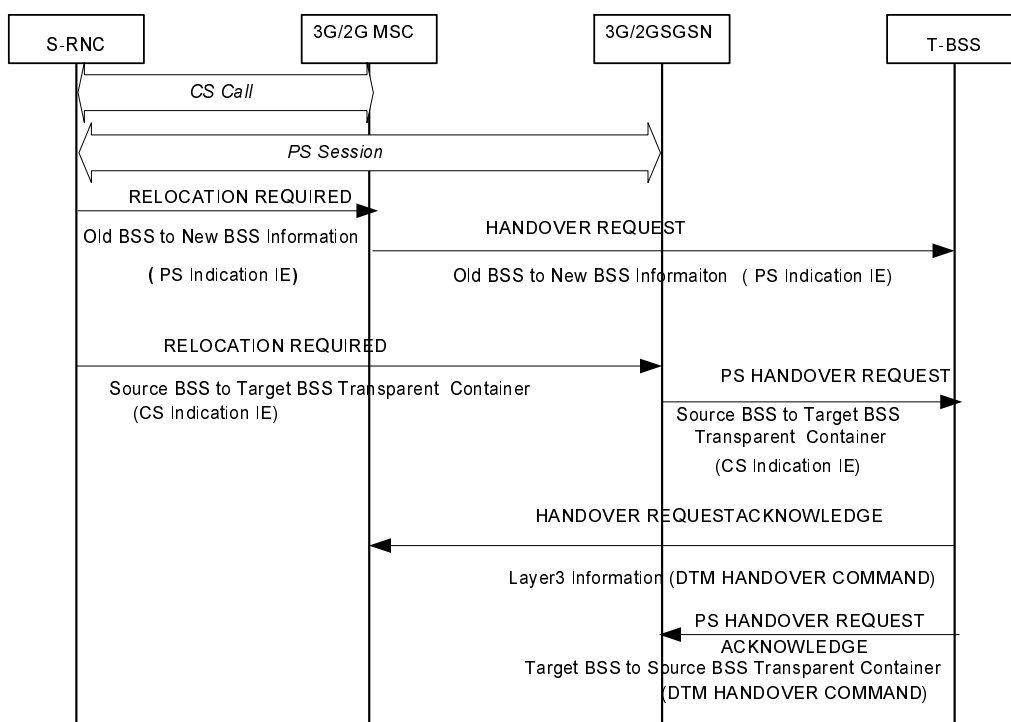 S-RNC
3G/2G MSC
3G/2GSGSN
T-BSS
CS Call
PS Session
RELOCATION REQUIRED
Old BSS to New BSS Information
( PS Indication IE)
HANDOVER REQUEST
Old BSS to New BSS Informaiton ( PS Indication IE)
RELOCATION REQUIRED
Source BSS to Target BSS Transparent Container
(CS Indication IE)
PS HANDOVER REQUEST
Source BSS to Target BSS
Transparent Container
(CS Indication IE)
HANDOVER REQUESTACKNOWLEDGE
Layer3 Information (DTM HANDOVER COMMAND)
PS HANDOVER REQUEST
ACKNOWLEDGE
Target BSS to Source BSS Transparent Container
(DTM HANDOVER COMMAND)